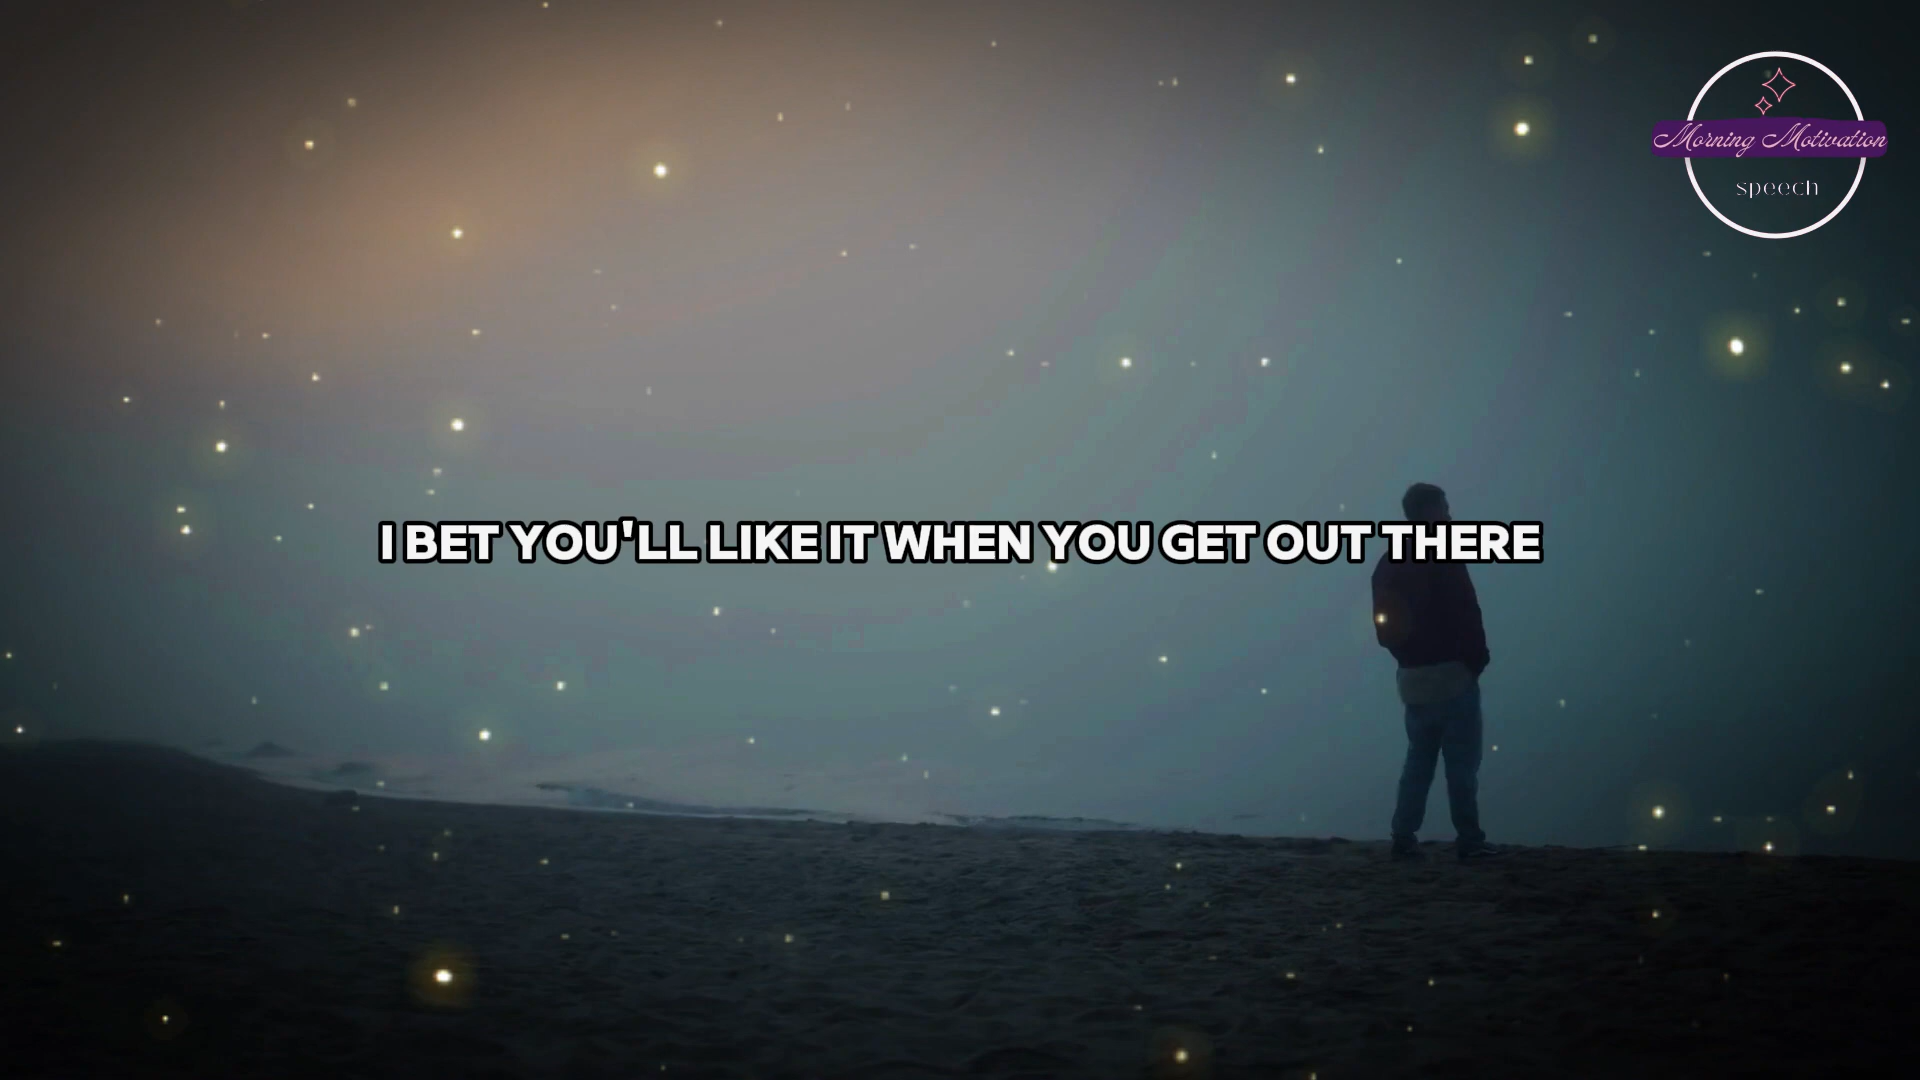 Morning Motivation
speech
I BET YOU'LL LIKE IT WHEN YOU GET OUT THERE